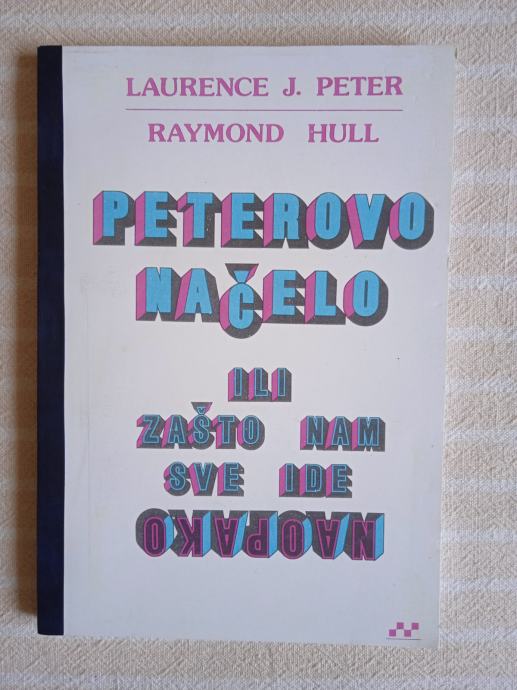 LAURENCE J. PETER
RAYMOND HULL
PETEROVO
NAČELO
ILI
ZAŠTO NAM
SVE IDE
NAOPAKO